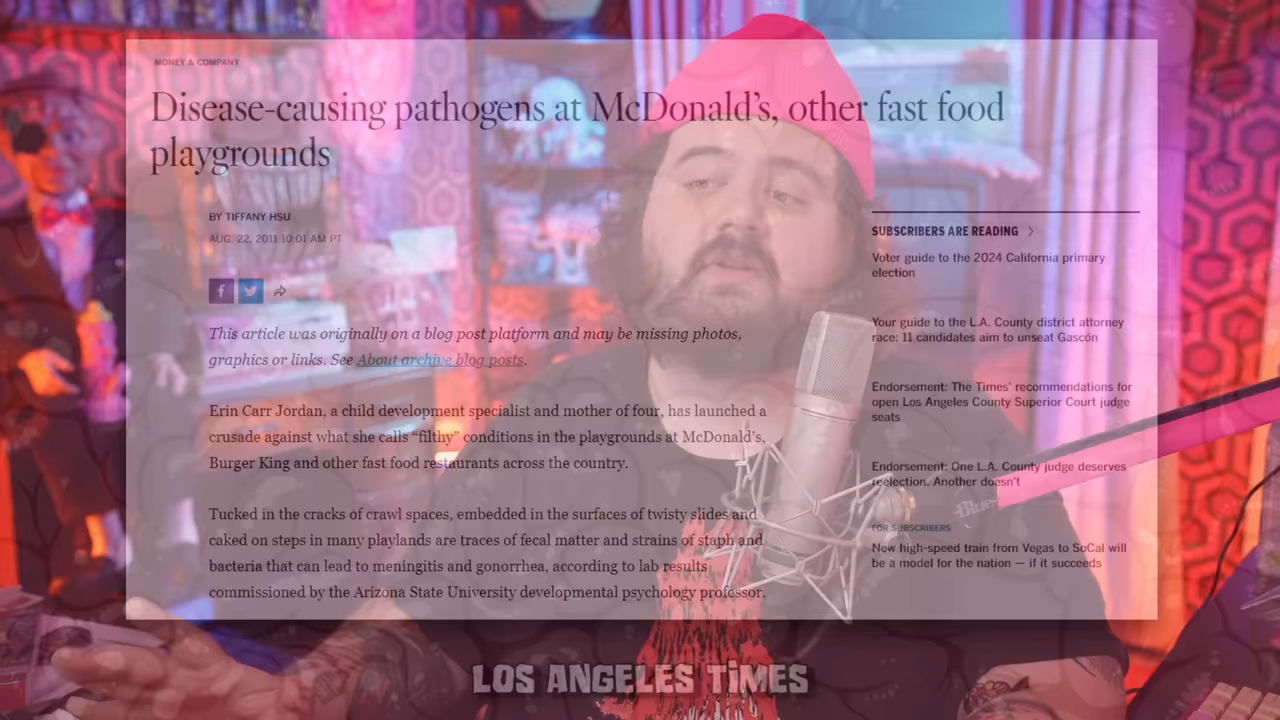 MONEY & COMPANY
Disease-causing pathogens at McDonald's, other fast food
playgrounds
BY TIFFANY HSU
AUG. 22, 2011 10:01 AM PT
This article was originally on a blog post platform and may be missing photos,
graphics or links. See About archive blog posts.
Erin Carr Jordan, a child development specialist and mother of four, has launched a
crusade against what she calls “filthy” conditions in the playgrounds at McDonald’s,
Burger King and other fast food restaurants across the country.
Tucked in the cracks of crawl spaces, embedded in the surfaces of twisty slides and
caked on steps in many playlands are traces of fecal matter and strains of staph and
bacteria that can lead to meningitis and gonorrhea, according to lab results
commissioned by the Arizona State University developmental psychology professor.
SUBSCRIBERS ARE READING
Voter guide to the 2024 California primary
election
Your guide to the L.A. County district attorney
race: 11 candidates aim to unseat Gascón
Endorsement: The Times’ recommendations for
open Los Angeles County Superior Court judge
seats
Endorsement: One L.A. County judge deserves
reelection. Another doesn’t
FOR SUBSCRIBERS
New high-speed train from Vegas to SoCal will
be a model for the nation — if it succeeds
Blue
LOS ANGELES TiMES